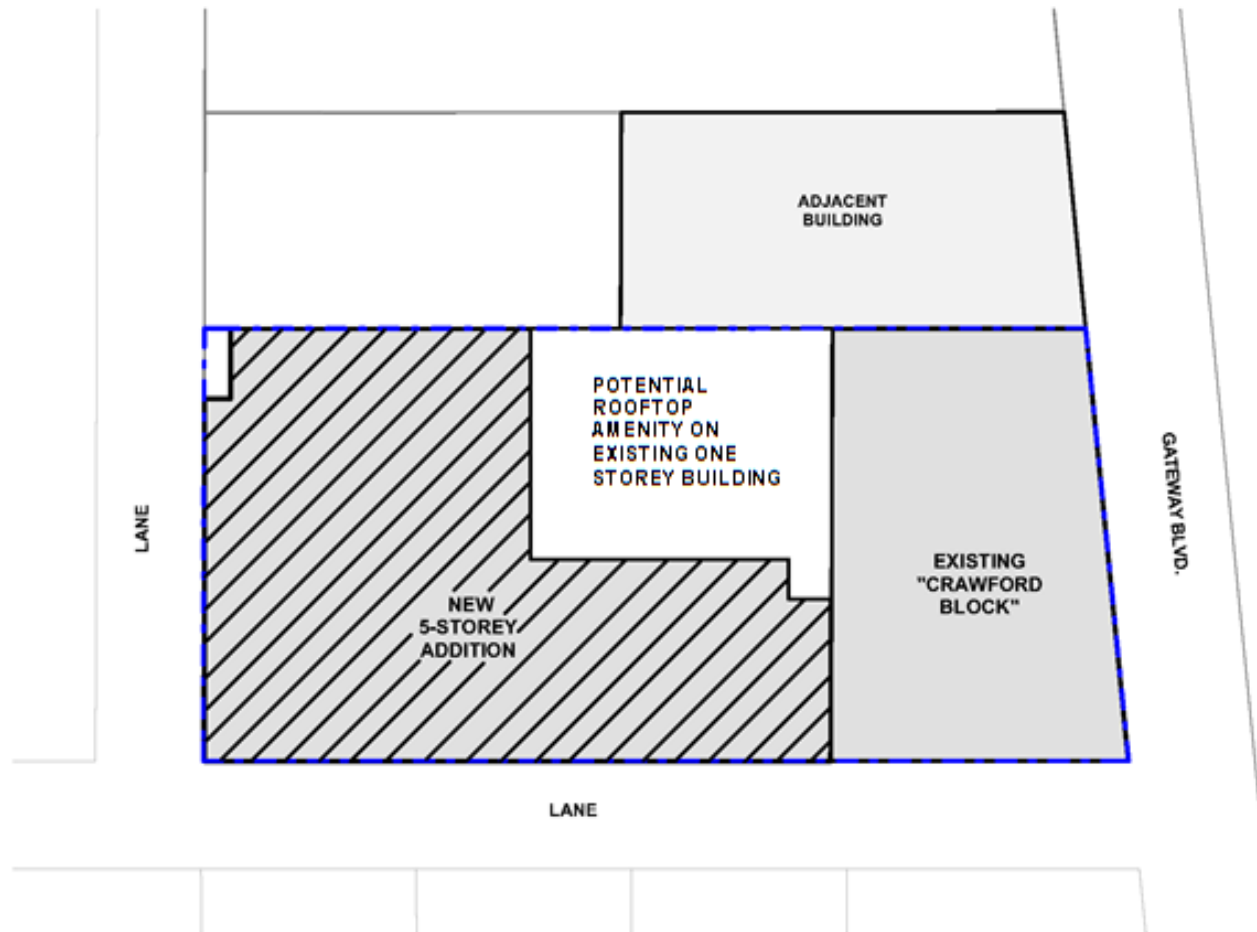 ADJACENT
BUILDING
POTENTIAL
ROOFTOP
AMENITY ON
EXISTING ONE
STOREY BUILDING
GATEWAY BLVD.
LANE
EXISTING
"CRAWFORD
BLOCK"
NEW
5-STOREY
ADDITION
LANE